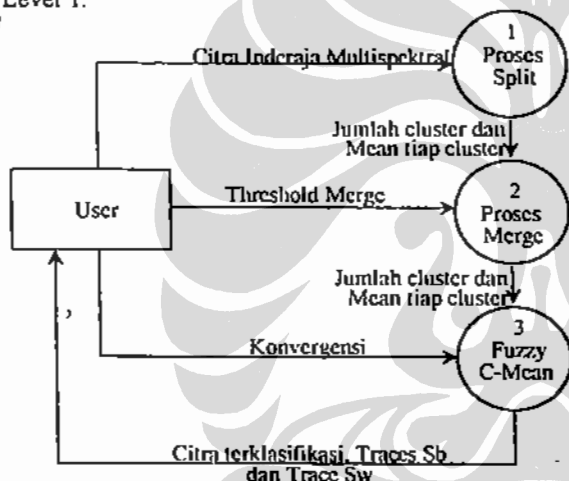 Level 1.
1
Proses
Split
Citra Inderaja Multispektral
Jumlah cluster dan
Mean tiap cluster
User
Threshold Merge
2
Proses
Merge
Jumlah cluster dan
Mean tiap cluster
3
Fuzzy
C-Mean
Konvergensi
Citra terklasifikasi, Traces Sb
dan Trace Sw